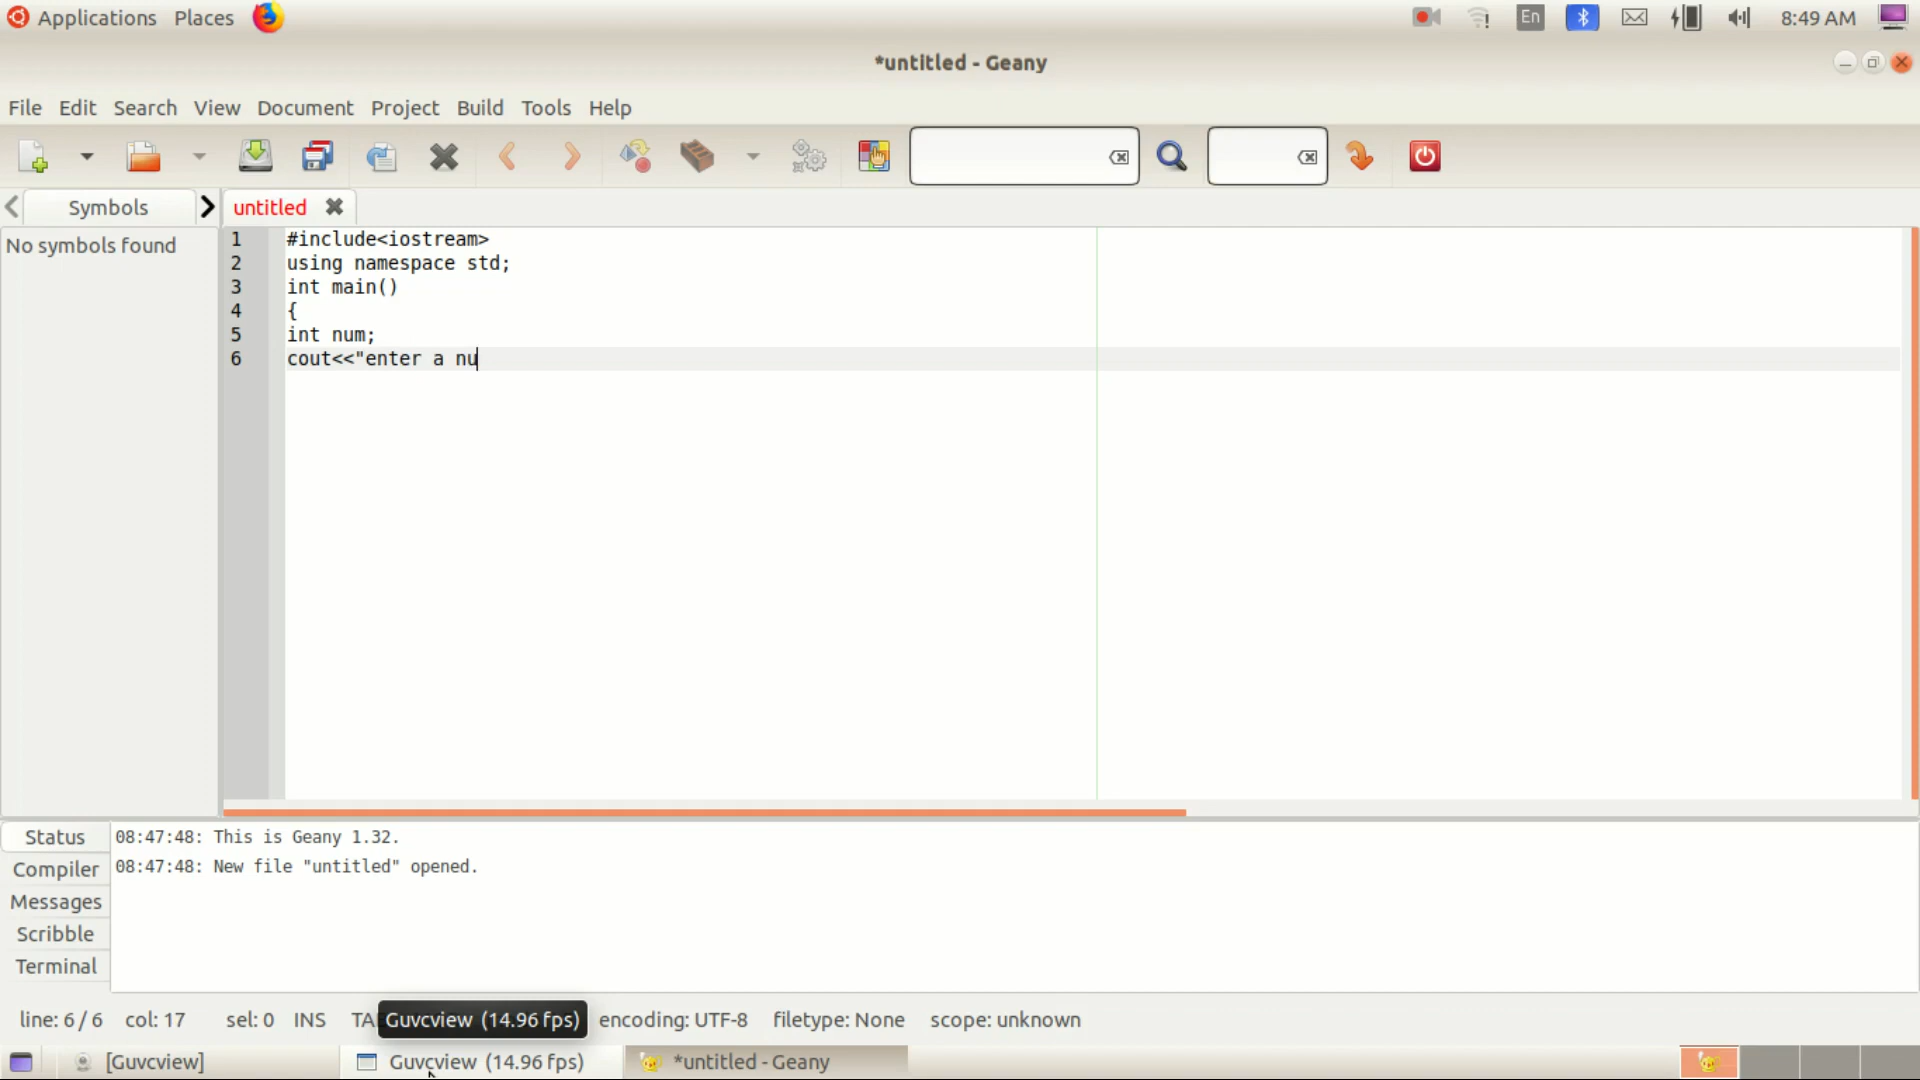 Applications Places En 8:49 AM
*untitled - Geany
File Edit Search View Document Project Build Tools Help
Symbols untitled
No symbols found
1 #include<iostream>
2 using namespace std;
3 int main()
4 {
5 int num;
6 cout<<"enter a nu
Status 08:47:48: This is Geany 1.32.
Compiler 08:47:48: New file "untitled" opened.
Messages
Scribble
Terminal
line: 6 / 6 col: 17 sel: 0 INS TA Guvcview (14.96 fps) encoding: UTF-8 filetype: None scope: unknown
[Guvcview] Guvcview (14.96 fps) *untitled - Geany